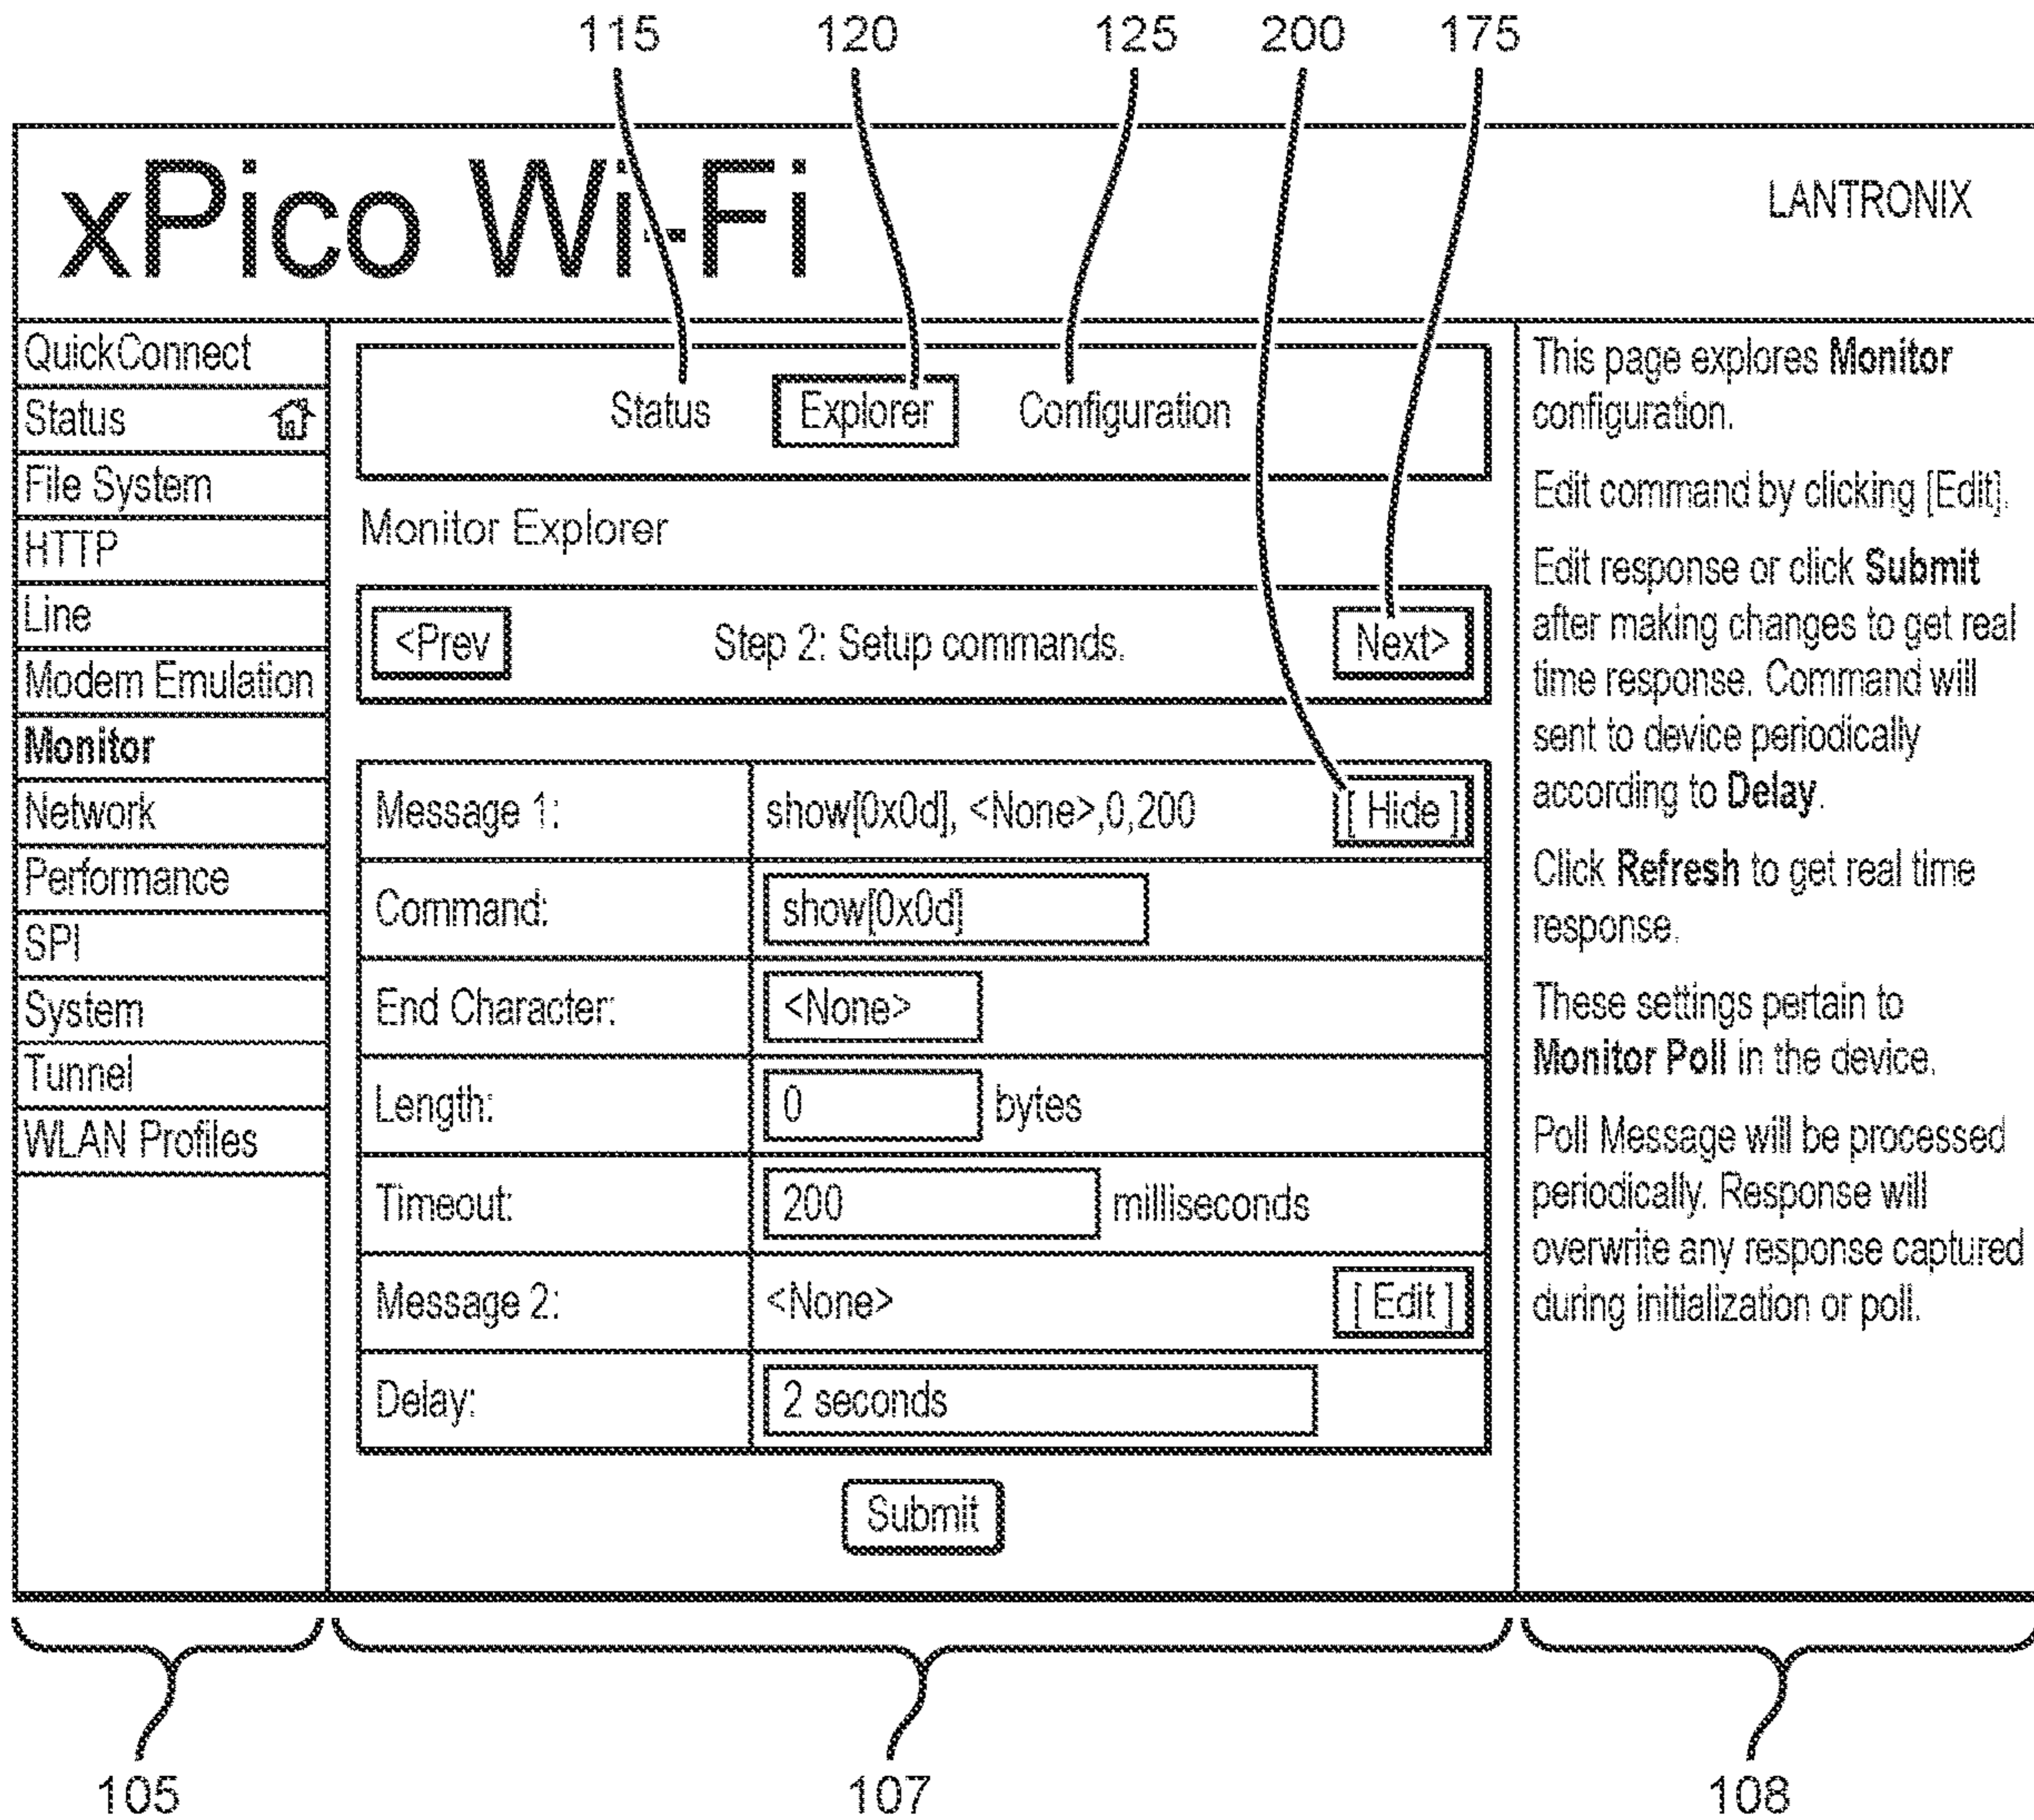 115 120 125 200 175
xPico Wi-Fi
LANTRONIX
QuickConnect
Status
File System
HTTP
Line
Modem Emulation
Monitor
Network
Performance
SPI
System
Tunnel
WLAN Profiles
Status Explorer Configuration
Monitor Explorer
<Prev Step 2: Setup commands. Next>
Message 1: show[0x0d], <None>,0,200 [ Hide ]
Command: show[0x0d]
End Character: <None>
Length: 0 bytes
Timeout: 200 milliseconds
Message 2: <None> [ Edit ]
Delay: 2 seconds
Submit
This page explores Monitor
configuration.
Edit command by clicking [Edit].
Edit response or click Submit
after making changes to get real
time response. Command will
sent to device periodically
according to Delay.
Click Refresh to get real time
response.
These settings pertain to
Monitor Poll in the device.
Poll Message will be processed
periodically. Response will
overwrite any response captured
during initialization or poll.
105 107 108